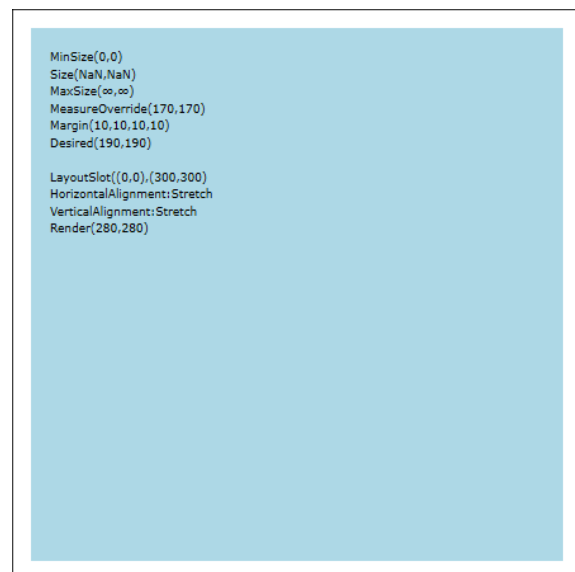 MinSize(0,0)
Size(NaN,NaN)
MaxSize(∞,∞)
MeasureOverride(170,170)
Margin(10,10,10,10)
Desired(190,190)
LayoutSlot((0,0),(300,300)
HorizontalAlignment:Stretch
VerticalAlignment:Stretch
Render(280,280)